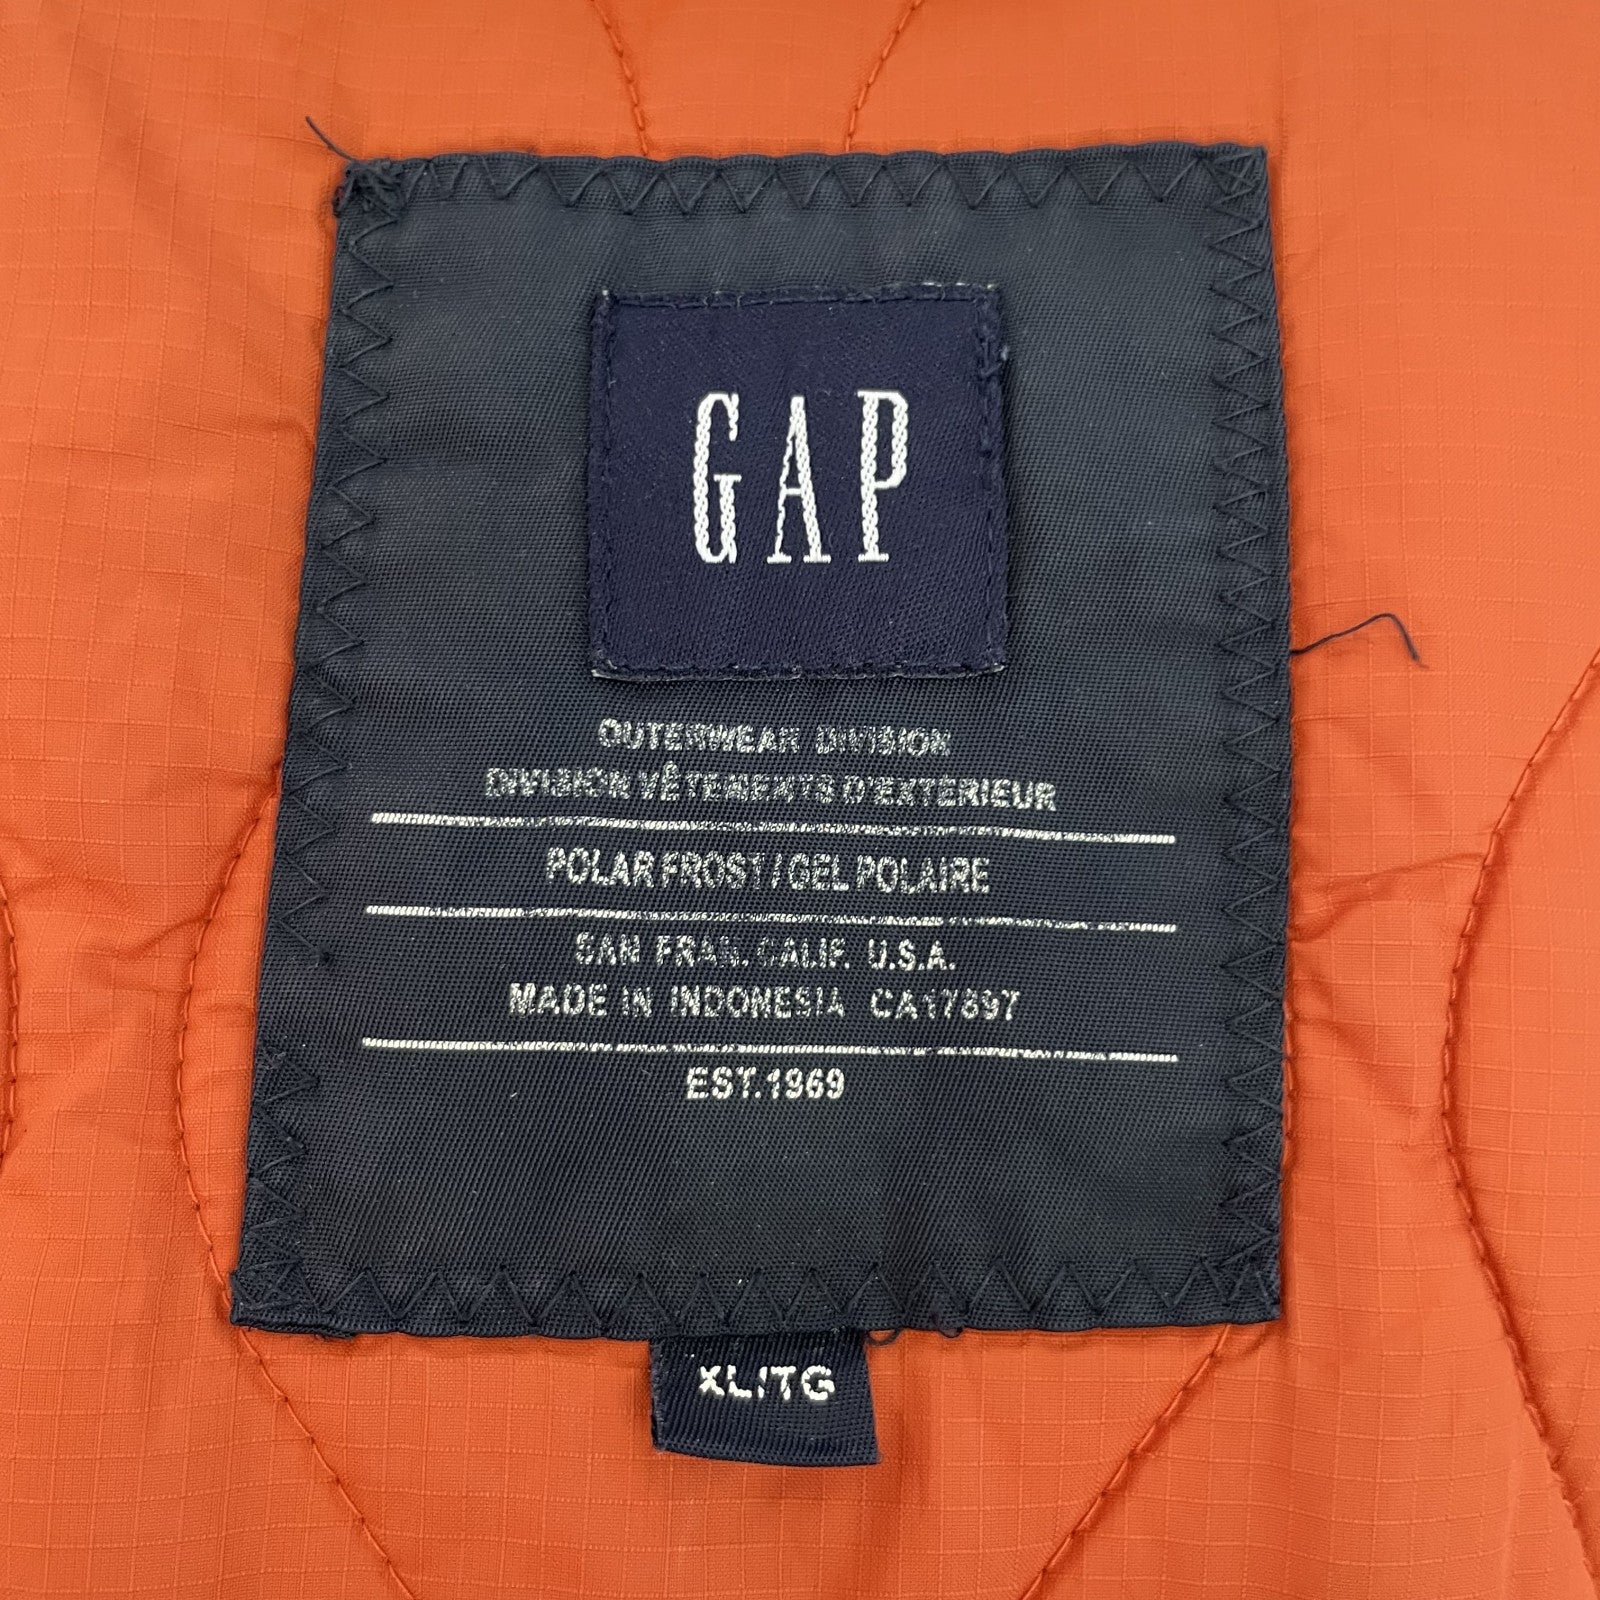 GAP
OUTERWEAR DIVISION
DIVISION VÊTEMENTS D'EXTÉRIEUR
POLAR FROST/GEL POLAIRE
SAN FRAN. CALIF. U.S.A.
MADE IN INDONESIA CA17897
EST.1969
XL/TG